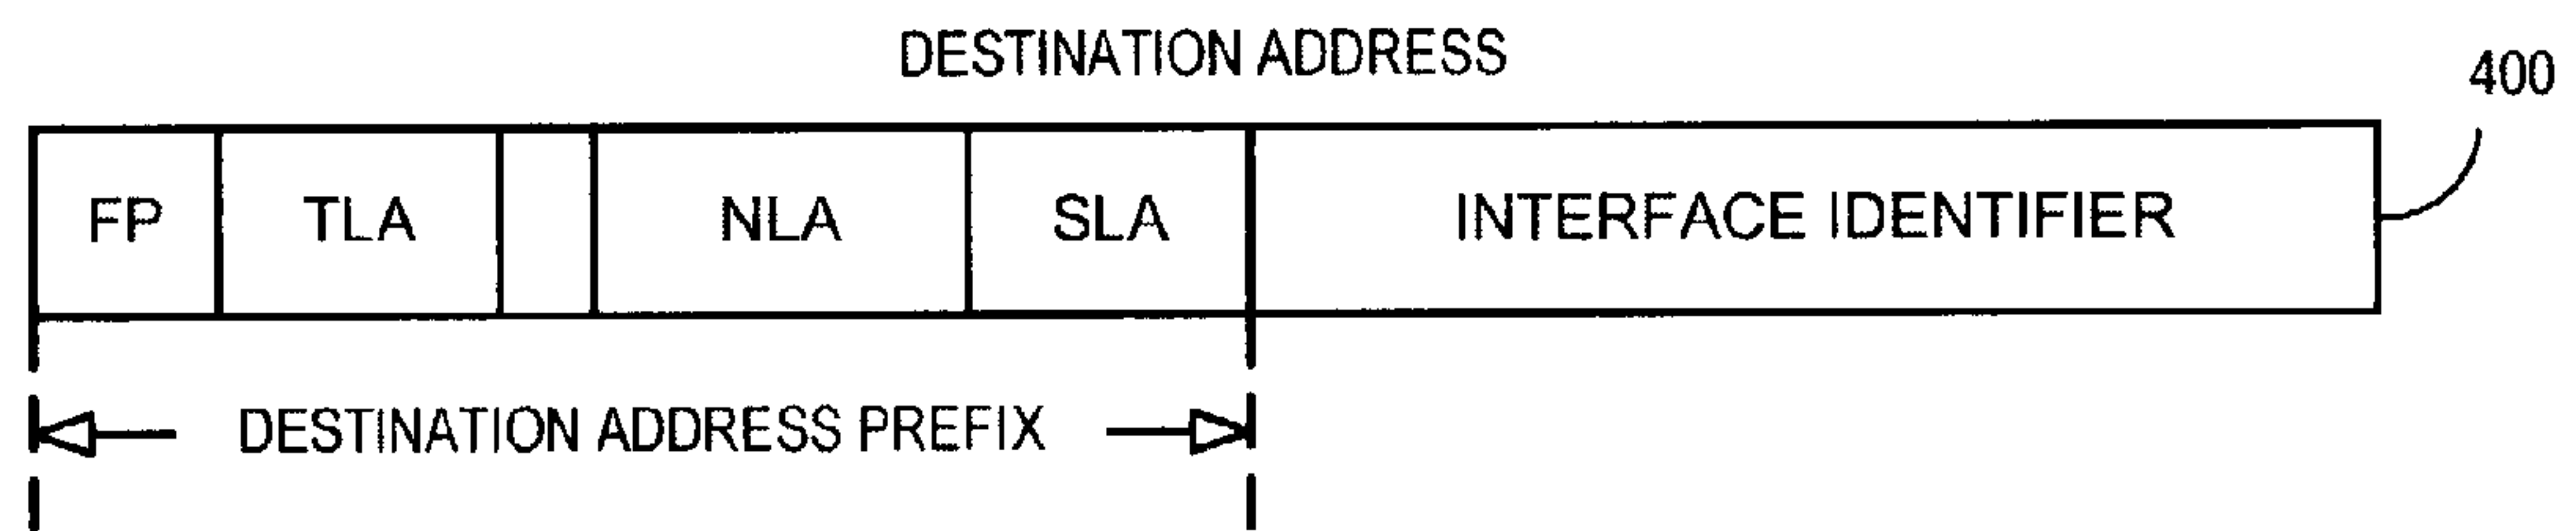 DESTINATION ADDRESS
400
FP TLA NLA SLA INTERFACE IDENTIFIER
DESTINATION ADDRESS PREFIX